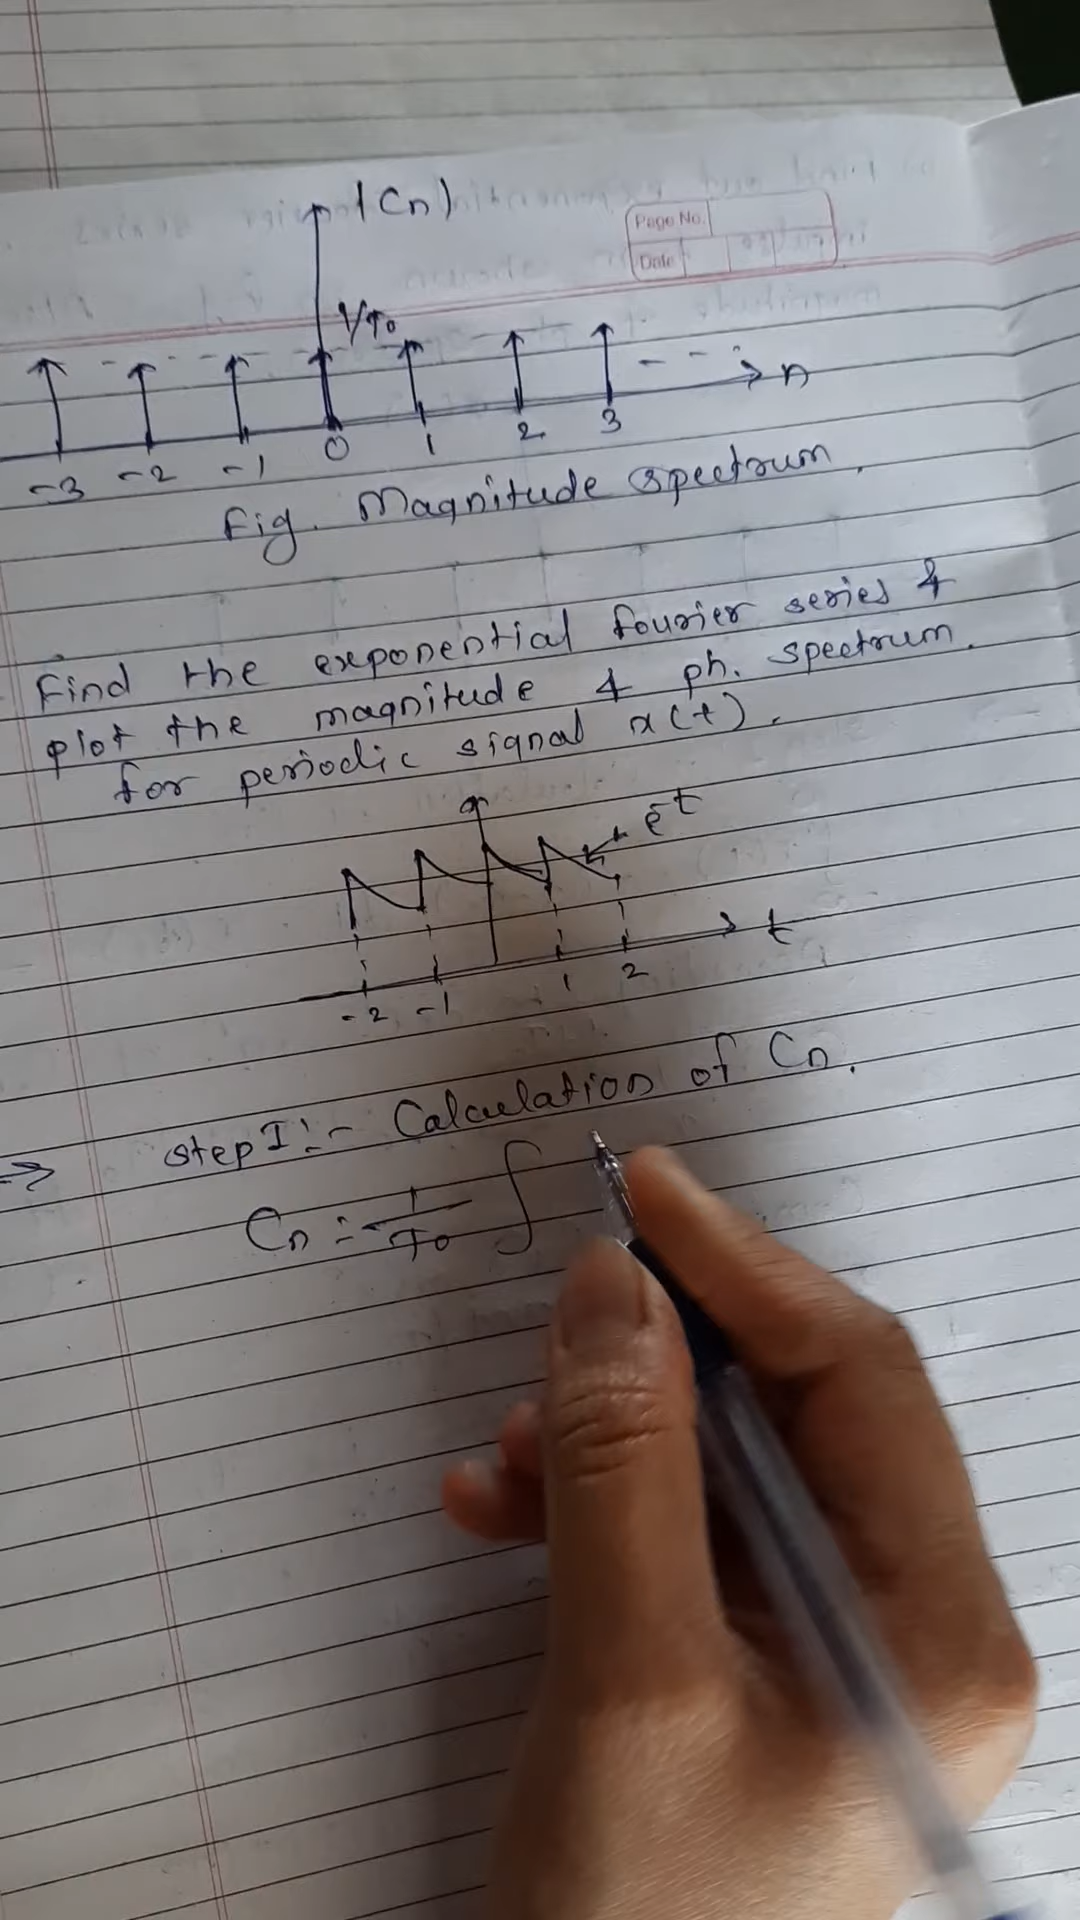 |Cn|
Page No.
Date
1/T0
n
-3 -2 -1 0 1 2 3
Fig. Magnitude spectrum.
Find the exponential fourier series &
plot the magnitude & ph. spectrum.
for periodic signal x(t).
e^-t
t
-2 -1 1 2
⇒ Step I :- Calculation of Cn.
Cn = 1/T0 ∫